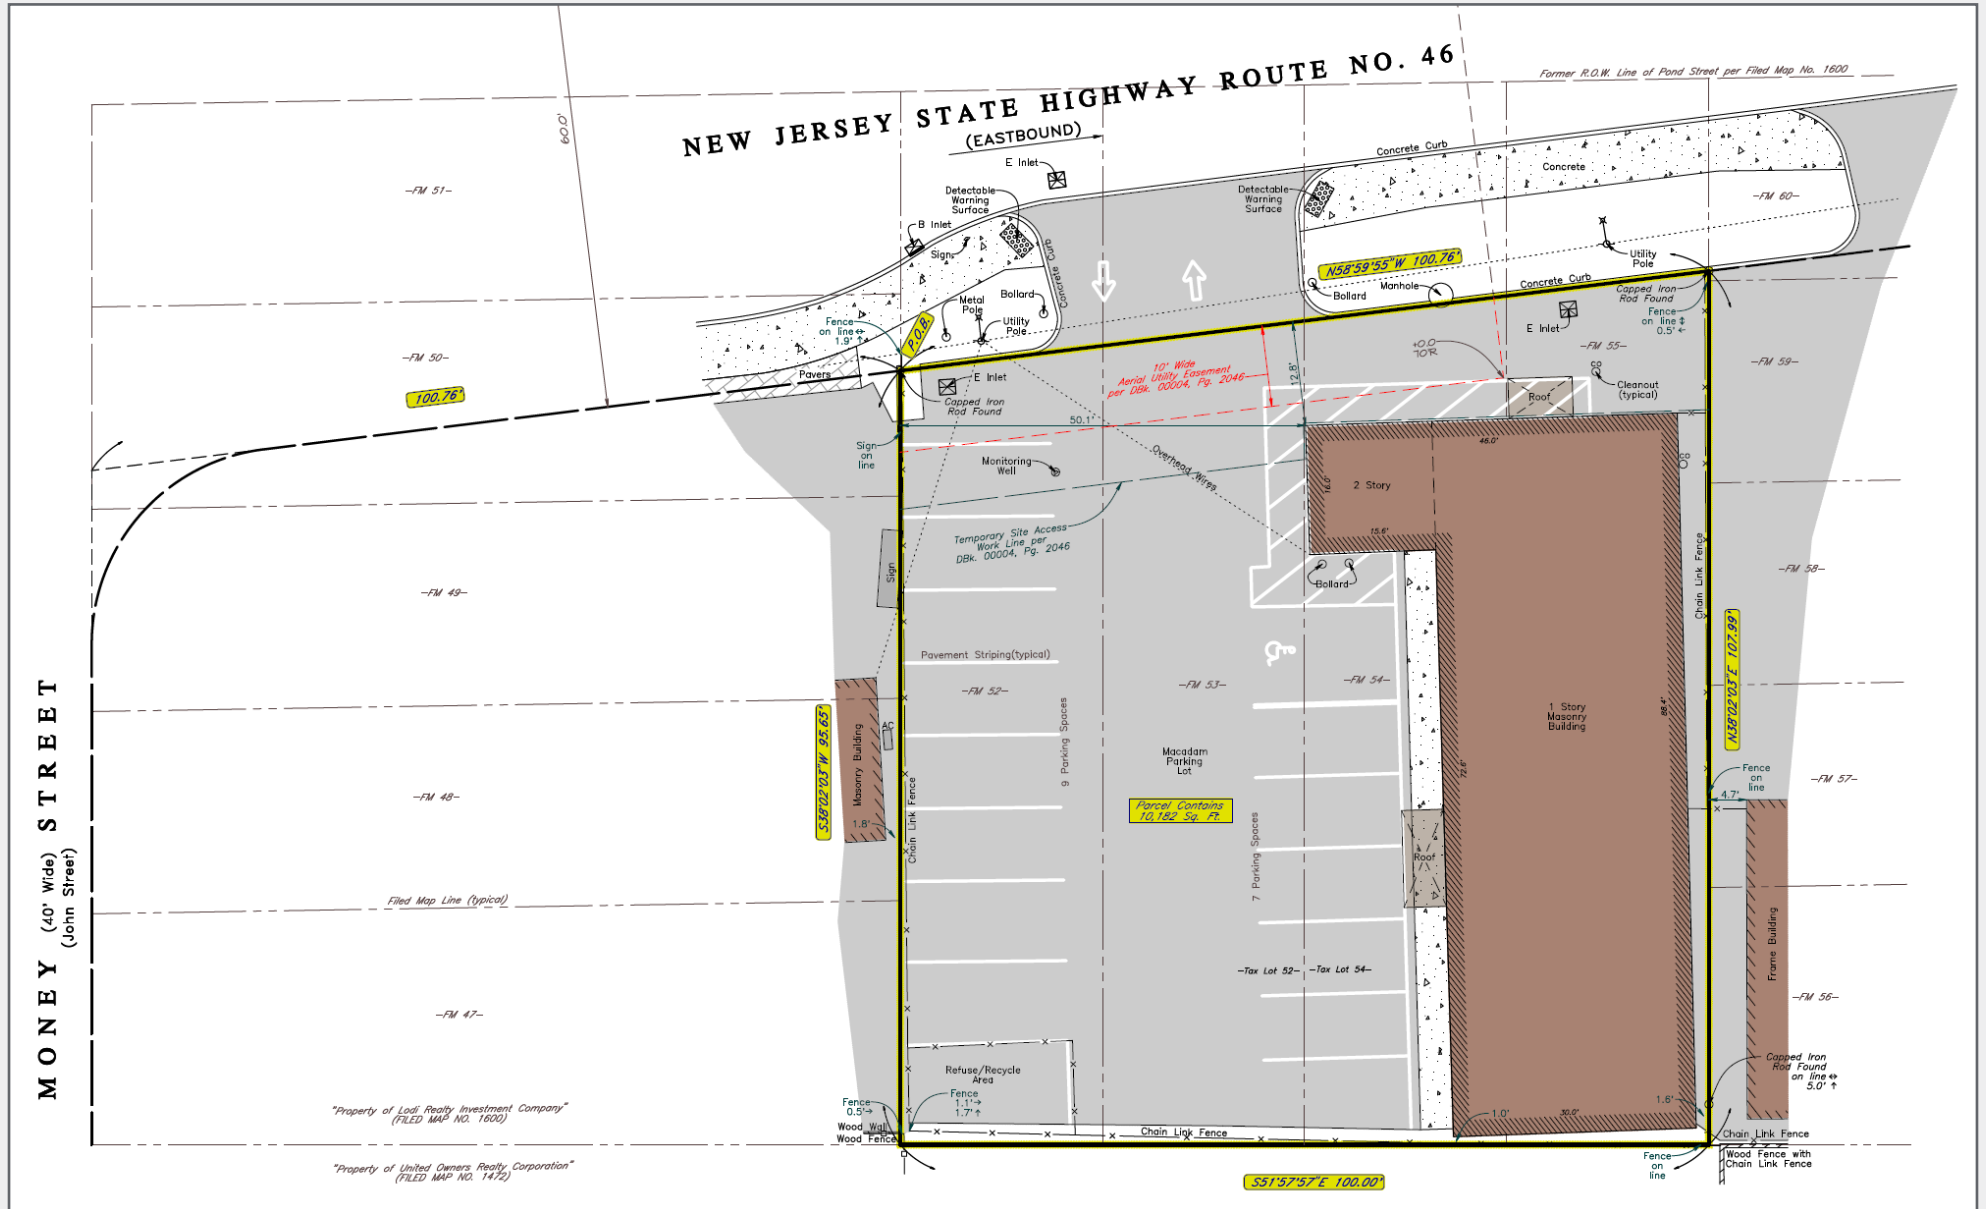 NEW JERSEY STATE HIGHWAY ROUTE NO. 46
(EASTBOUND)
Former R.O.W. Line of Pond Street per Filed Map No. 1600
60.0'
-FM 51-
E Inlet
Concrete Curb
Concrete
Detectable
Warning
Surface
Detectable
Warning
Surface
-FM 60-
B Inlet
Sign
Concrete Curb
Utility
Pole
N58°59'55"W 100.76'
Concrete Curb
Bollard
Manhole
Capped Iron
Rod Found
Metal
Pole
Bollard
Utility
Pole
Fence
on line
1.9'
P.O.B.
E Inlet
Fence
on line
0.5'
-FM 50-
100.76'
Pavers
-FM 55-
-FM 59-
10' Wide
Aerial Utility Easement
per DBk. 00004, Pg. 2046
12.8'
E Inlet
Capped Iron
Rod Found
Roof
CO
Cleanout
(typical)
50.1'
Sign
on
line
46.0'
Monitoring
Well
Overhead Wires
CO
2 Story
16.0'
15.6'
Temporary Site Access
Work Line per
DBk. 00004, Pg. 2046
Sign
Bollard
Chain Link Fence
-FM 58-
-FM 49-
Pavement Striping(typical)
-FM 52-
-FM 53-
-FM 54-
N38°02'03"E 107.99'
MONEY STREET
(40' Wide)
(John Street)
S38°02'03"W 95.65'
Masonry Building
AC
9 Parking Spaces
1 Story
Masonry
Building
88.4'
72.6'
Macadam
Parking
Lot
Fence
on
line
4.7'
-FM 57-
-FM 48-
1.8'
Chain Link Fence
Parcel Contains
10,182 Sq. Ft.
7 Parking Spaces
Roof
Filed Map Line (typical)
Frame Building
-Tax Lot 52-
-Tax Lot 54-
-FM 56-
-FM 47-
Refuse/Recycle
Area
Capped Iron
Rod Found
on line
5.0'
Fence
0.5'
Fence
1.1'
1.7'
"Property of Lodi Realty Investment Company"
(FILED MAP NO. 1600)
1.6'
30.0'
1.0'
Wood Wall
Wood Fence
Chain Link Fence
Chain Link Fence
"Property of United Owners Realty Corporation"
(FILED MAP NO. 1472)
Fence
on
line
Wood Fence with
Chain Link Fence
S51°57'57"E 100.00'